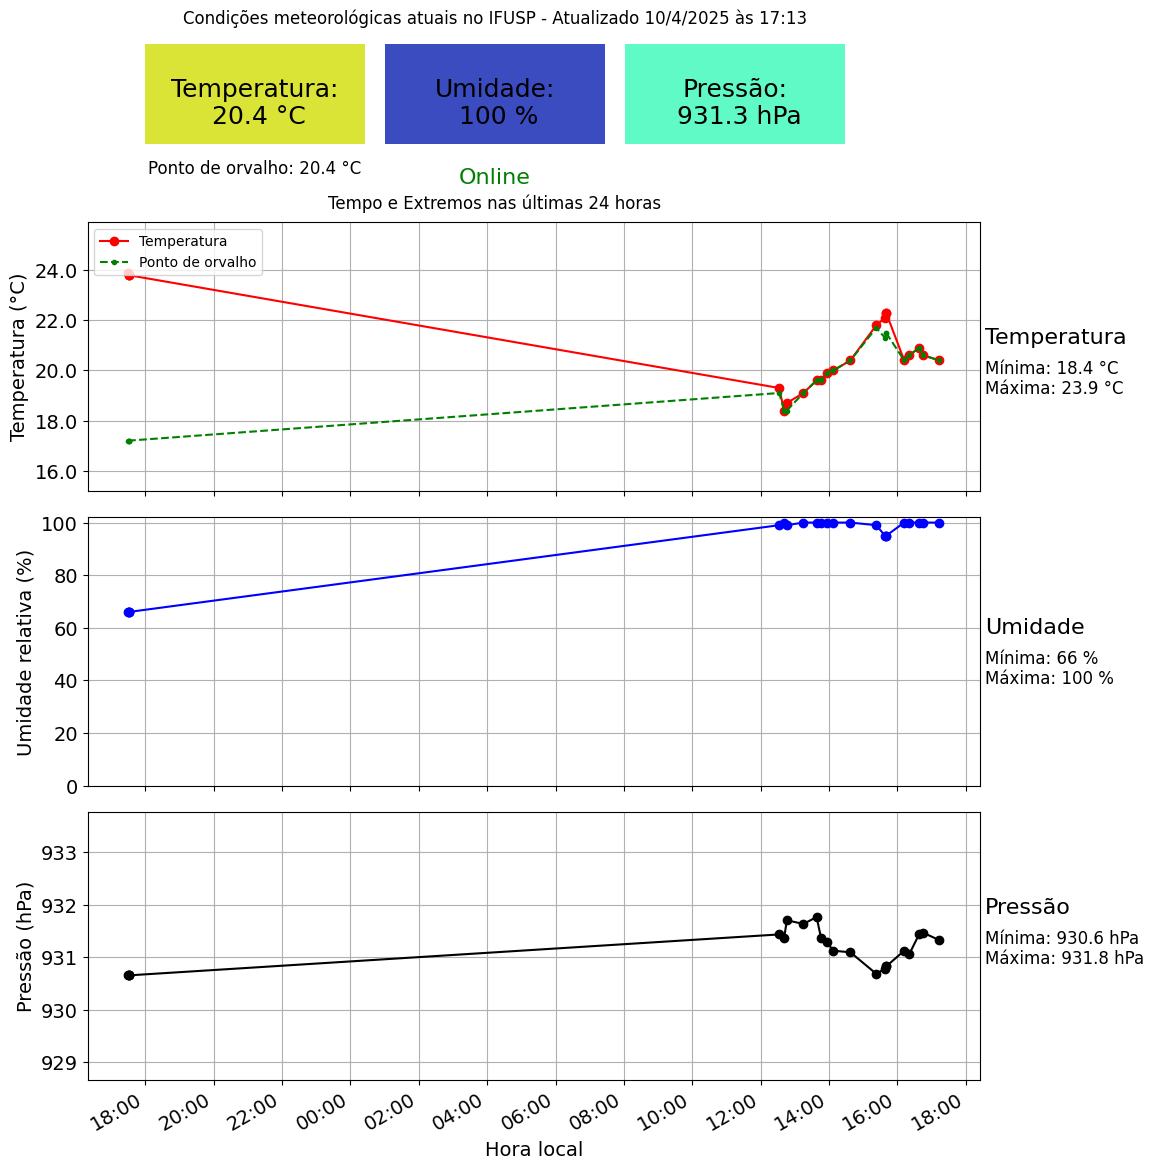 Condições meteorológicas atuais no IFUSP - Atualizado 10/4/2025 às 17:13
Temperatura:
20.4 °C
Umidade:
100 %
Pressão:
931.3 hPa
Ponto de orvalho: 20.4 °C
Online
Tempo e Extremos nas últimas 24 horas
Temperatura
Ponto de orvalho
Temperatura (°C)
24.0
22.0
20.0
18.0
16.0
Temperatura
Mínima: 18.4 °C
Máxima: 23.9 °C
Umidade relativa (%)
100
80
60
40
20
0
Umidade
Mínima: 66 %
Máxima: 100 %
Pressão (hPa)
933
932
931
930
929
Pressão
Mínima: 930.6 hPa
Máxima: 931.8 hPa
18:00 20:00 22:00 00:00 02:00 04:00 06:00 08:00 10:00 12:00 14:00 16:00 18:00
Hora local